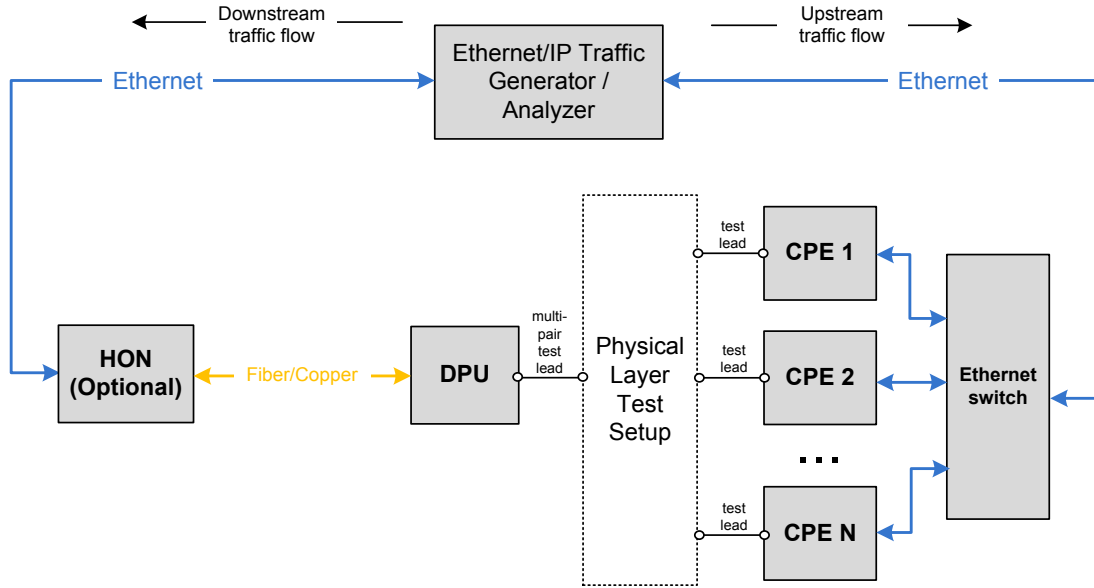 Downstream
traffic flow
Upstream
traffic flow
Ethernet/IP Traffic
Generator /
Analyzer
Ethernet
Ethernet
test
lead
CPE 1
multi-
pair
test
lead
HON
(Optional)
Fiber/Copper
DPU
Physical
Layer
Test
Setup
test
lead
CPE 2
Ethernet
switch
...
test
lead
CPE N